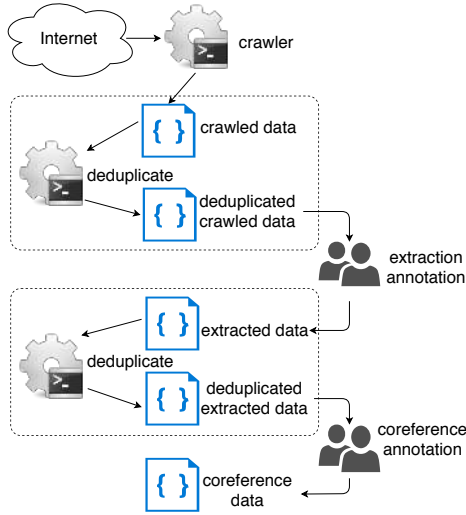 Internet
crawler
crawled data
deduplicate
deduplicated
crawled data
extraction
annotation
extracted data
deduplicate
deduplicated
extracted data
coreference
annotation
coreference
data